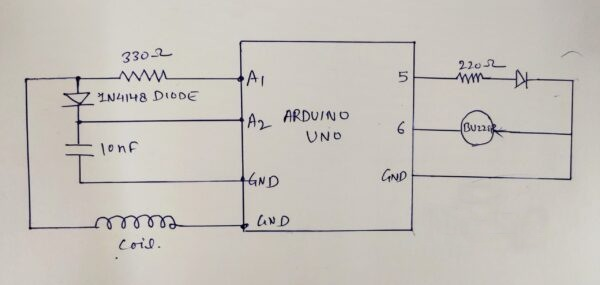 330Ω
A1
1N4148 DIODE
A2
10nF
GND
GND
Coil.
ARDUINO
UNO
5
220Ω
6
BUZZER
GND